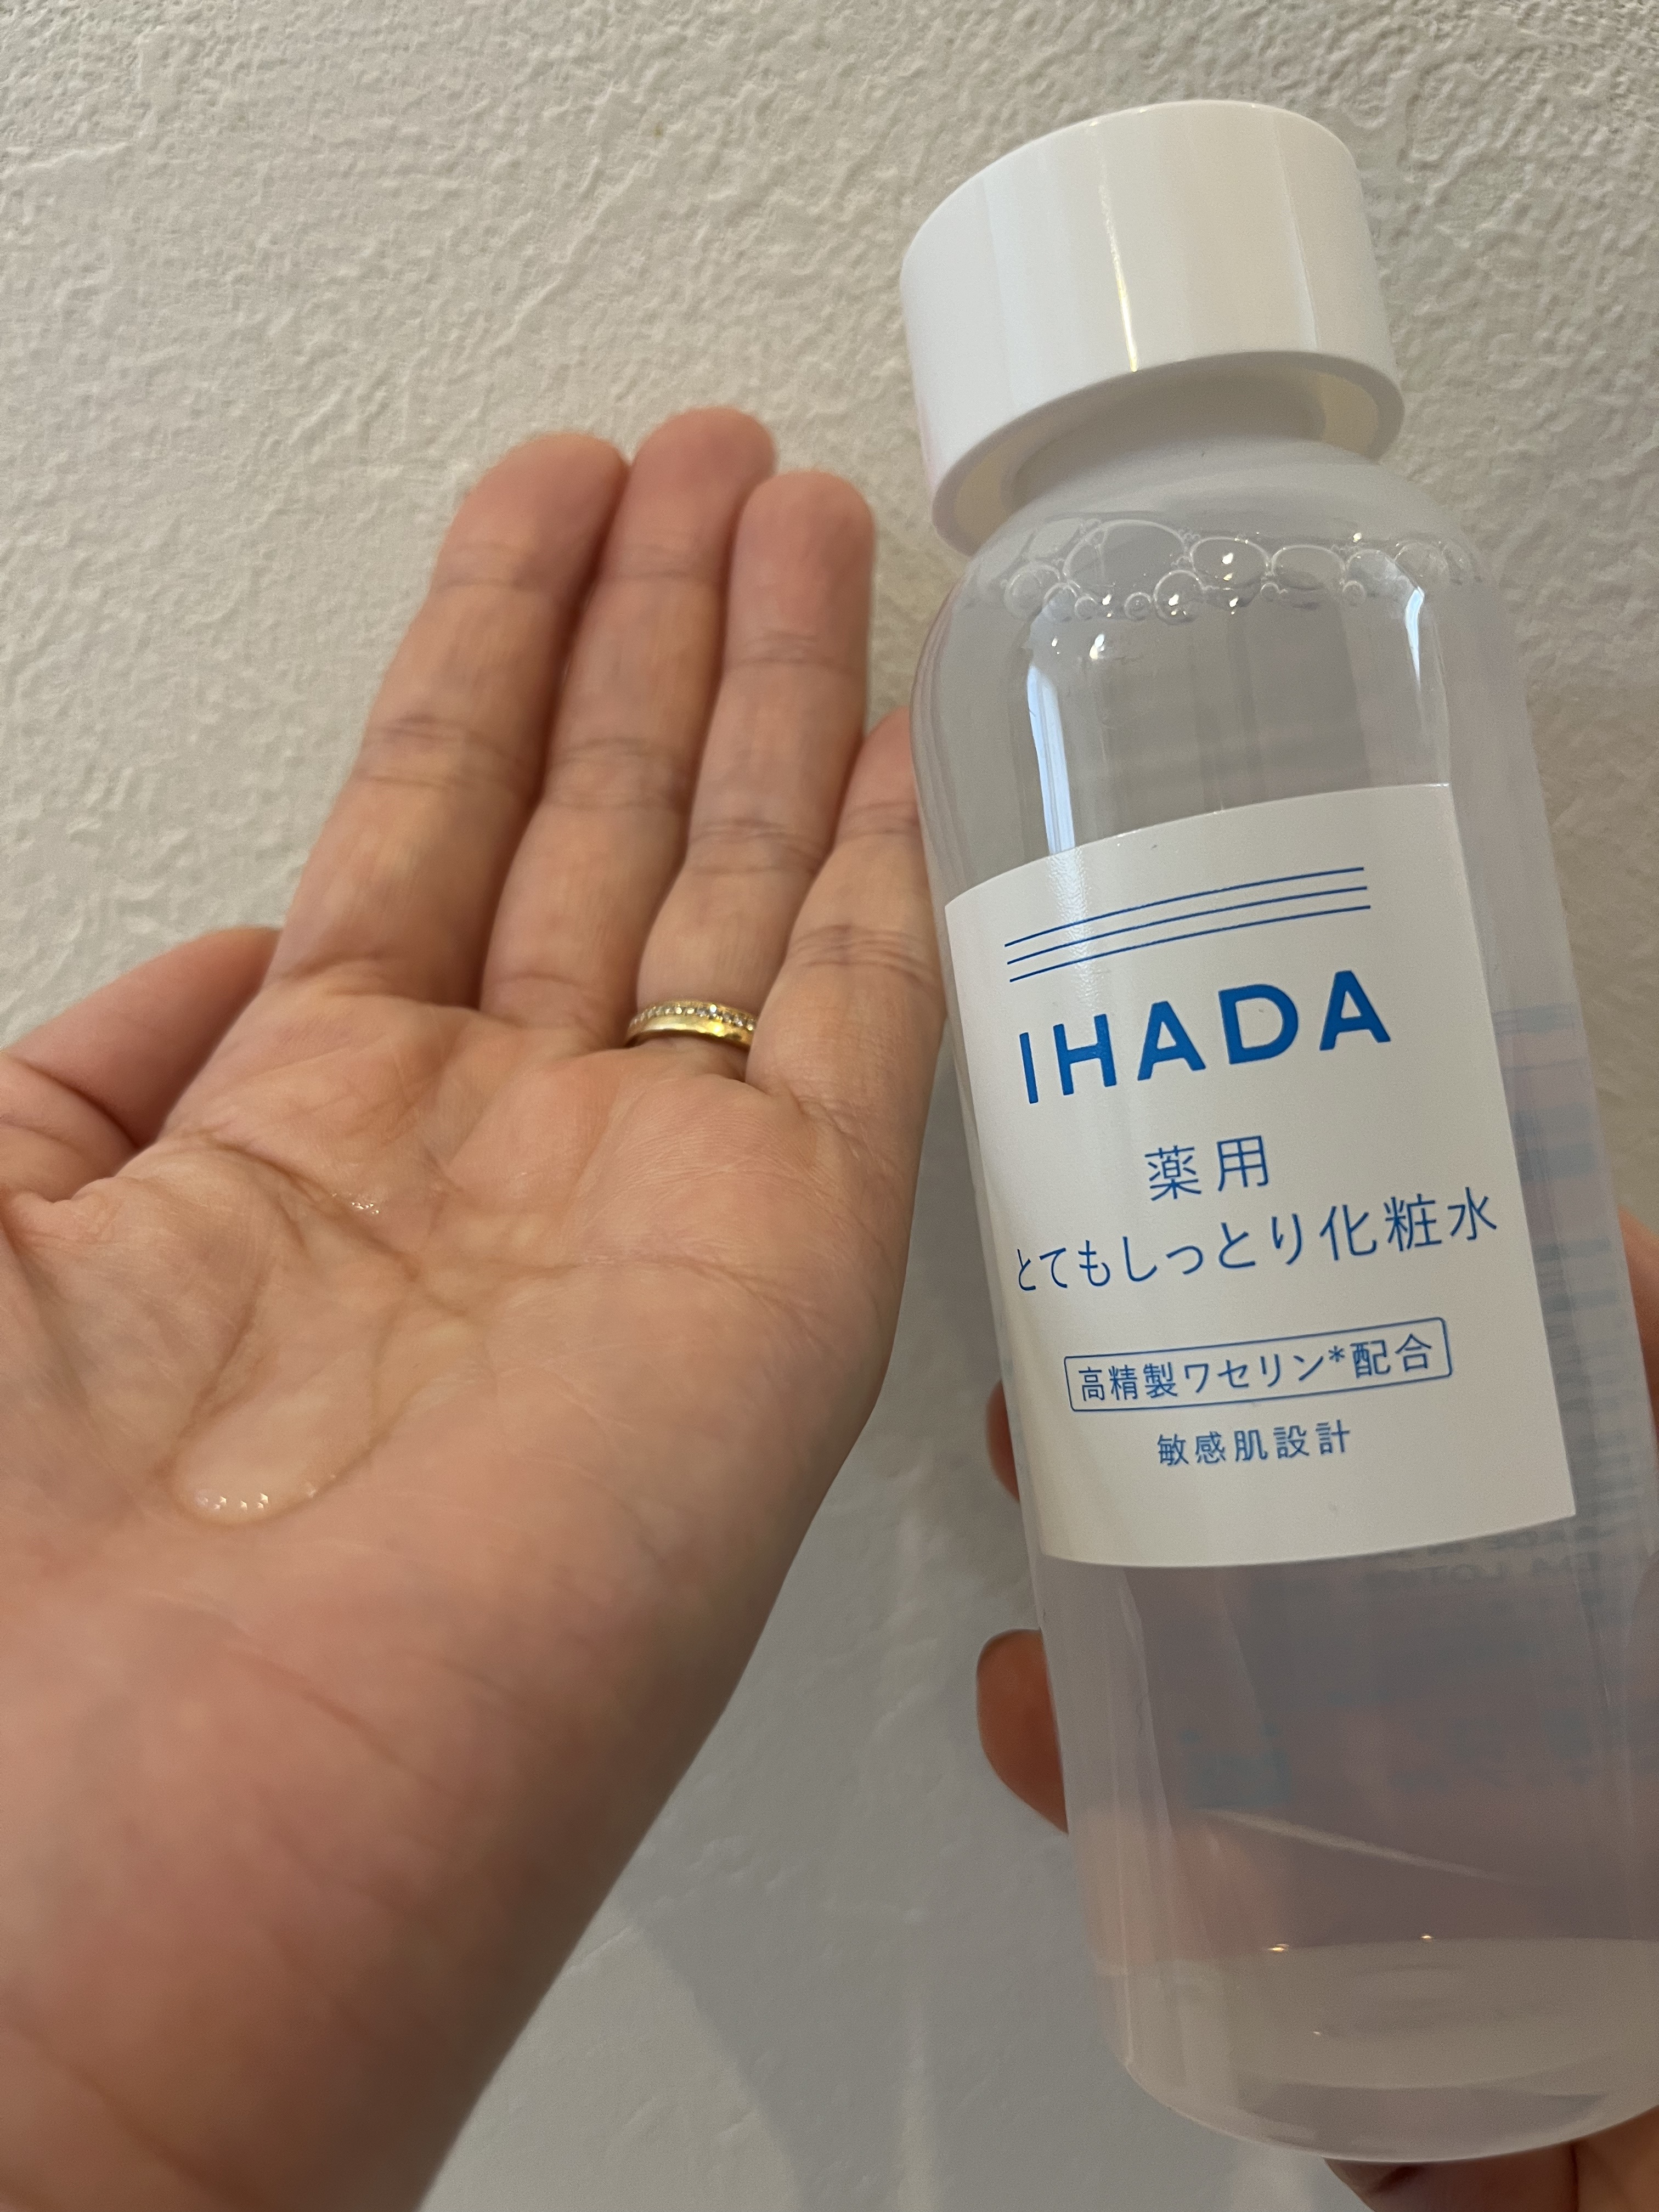 IHADA
薬用
とてもしっとり化粧水
高精製ワセリン*配合
敏感肌設計